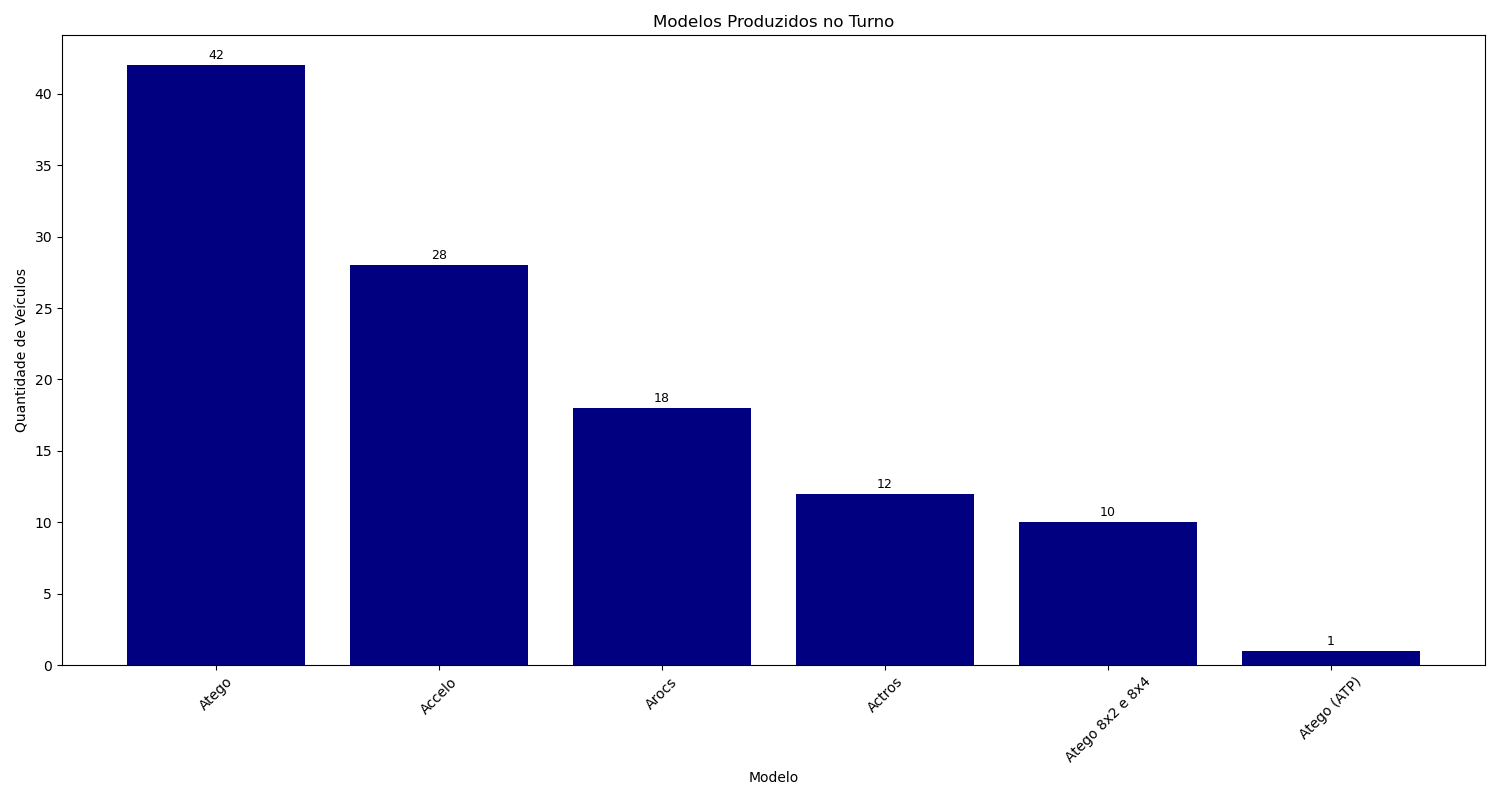 Modelos Produzidos no Turno
Quantidade de Veículos
40
35
30
25
20
15
10
5
0
42
28
18
12
10
1
Atego
Accelo
Arocs
Actros
Atego 8x2 e 8x4
Atego (ATP)
Modelo